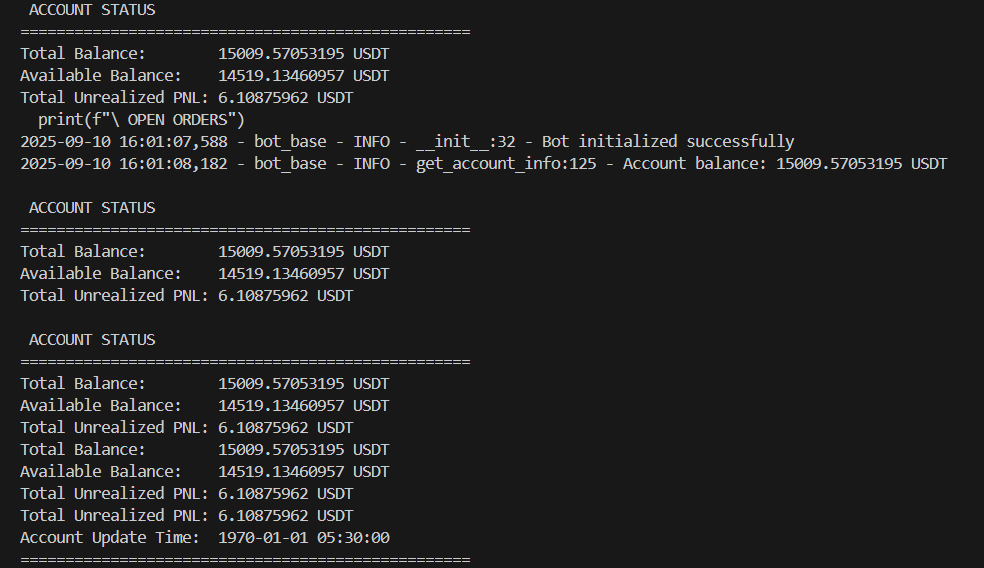 ACCOUNT STATUS
==================================================
Total Balance: 15009.57053195 USDT
Available Balance: 14519.13460957 USDT
Total Unrealized PNL: 6.10875962 USDT
print(f"\ OPEN ORDERS")
2025-09-10 16:01:07,588 - bot_base - INFO - __init__:32 - Bot initialized successfully
2025-09-10 16:01:08,182 - bot_base - INFO - get_account_info:125 - Account balance: 15009.57053195 USDT
ACCOUNT STATUS
==================================================
Total Balance: 15009.57053195 USDT
Available Balance: 14519.13460957 USDT
Total Unrealized PNL: 6.10875962 USDT
ACCOUNT STATUS
==================================================
Total Balance: 15009.57053195 USDT
Available Balance: 14519.13460957 USDT
Total Unrealized PNL: 6.10875962 USDT
Total Balance: 15009.57053195 USDT
Available Balance: 14519.13460957 USDT
Total Unrealized PNL: 6.10875962 USDT
Total Unrealized PNL: 6.10875962 USDT
Account Update Time: 1970-01-01 05:30:00
==================================================